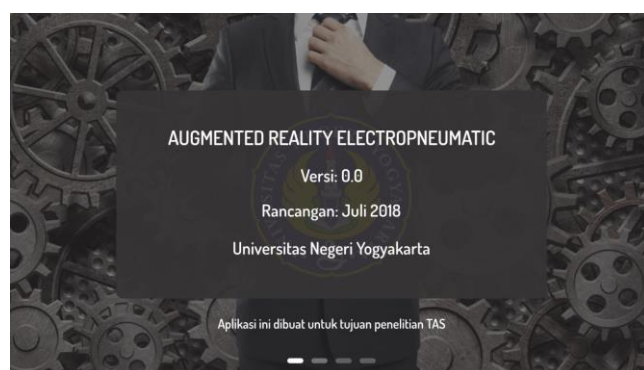 AUGMENTED REALITY ELECTROPNEUMATIC
Versi: 0.0
Rancangan: Juli 2018
Universitas Negeri Yogyakarta
Aplikasi ini dibuat untuk tujuan penelitian TAS